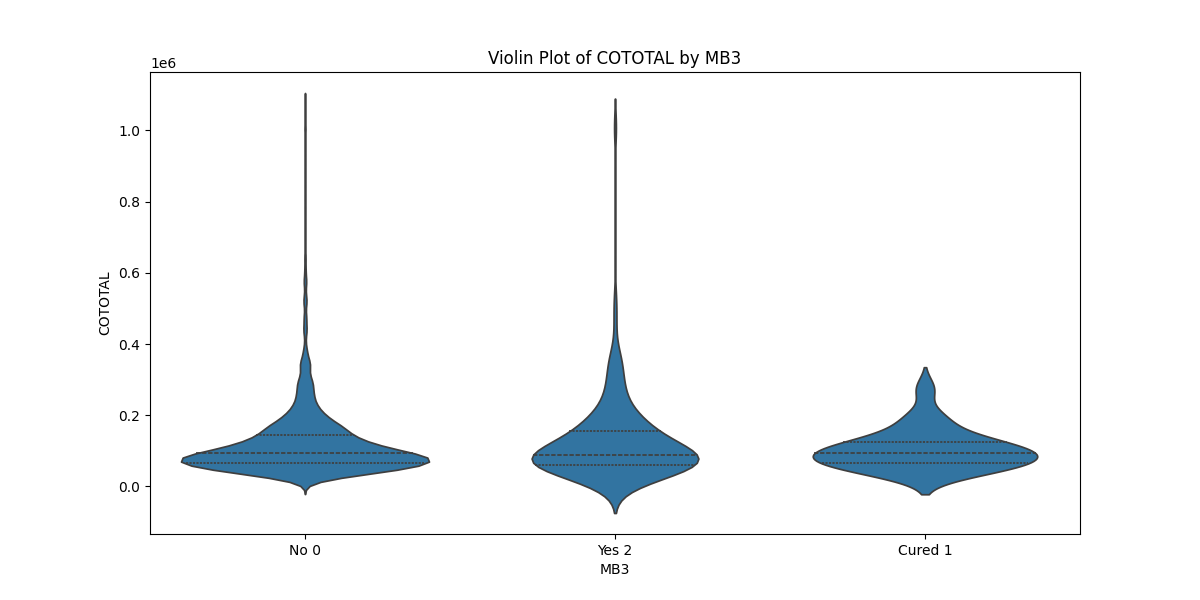 Violin Plot of COTOTAL by MB3
1e6
1.0
0.8
0.6
0.4
0.2
0.0
COTOTAL
No 0
Yes 2
Cured 1
MB3